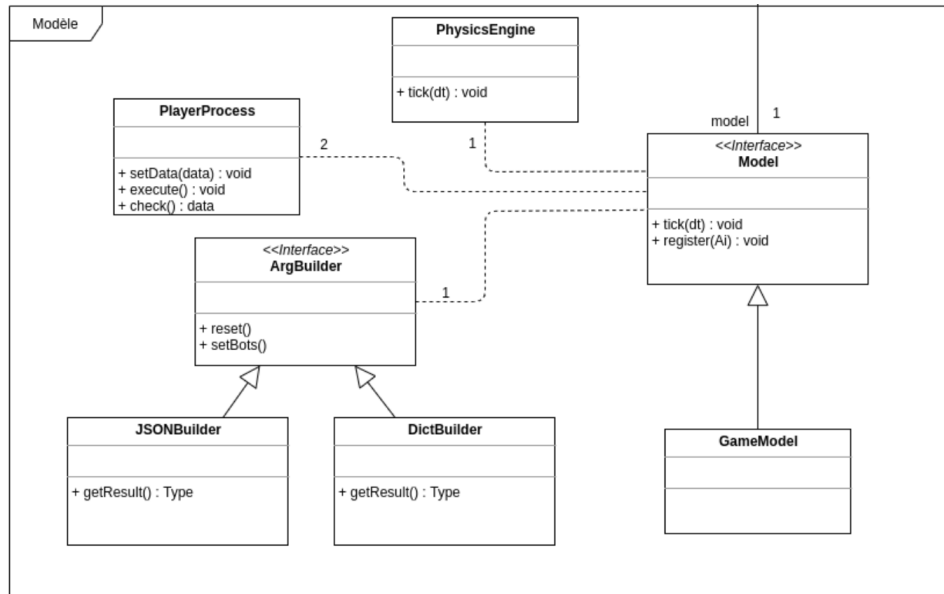 Modèle
PhysicsEngine
+ tick(dt) : void
PlayerProcess
+ setData(data) : void
+ execute() : void
+ check() : data
2
1
model
1
<<Interface>>
Model
+ tick(dt) : void
+ register(Ai) : void
<<Interface>>
ArgBuilder
+ reset()
+ setBots()
1
JSONBuilder
+ getResult() : Type
DictBuilder
+ getResult() : Type
GameModel